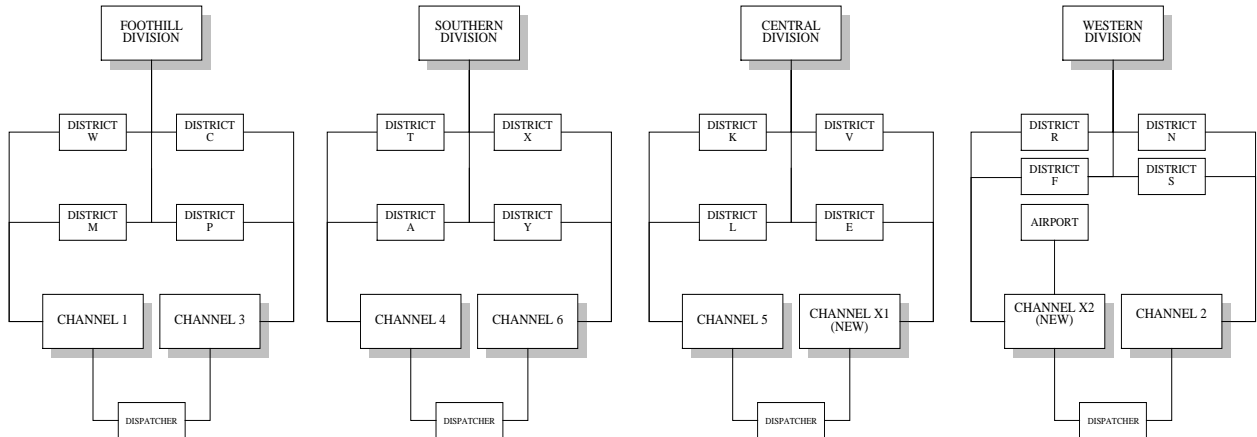 FOOTHILL
DIVISION
DISTRICT
W
DISTRICT
C
DISTRICT
M
DISTRICT
P
CHANNEL 1
CHANNEL 3
DISPATCHER
SOUTHERN
DIVISION
DISTRICT
T
DISTRICT
X
DISTRICT
A
DISTRICT
Y
CHANNEL 4
CHANNEL 6
DISPATCHER
CENTRAL
DIVISION
DISTRICT
K
DISTRICT
V
DISTRICT
L
DISTRICT
E
CHANNEL 5
CHANNEL X1
(NEW)
DISPATCHER
WESTERN
DIVISION
DISTRICT
R
DISTRICT
N
DISTRICT
F
DISTRICT
S
AIRPORT
CHANNEL X2
(NEW)
CHANNEL 2
DISPATCHER